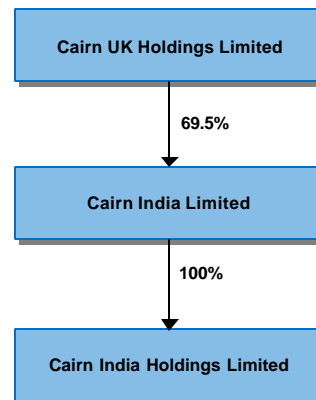 Cairn UK Holdings Limited
69.5%
Cairn India Limited
100%
Cairn India Holdings Limited